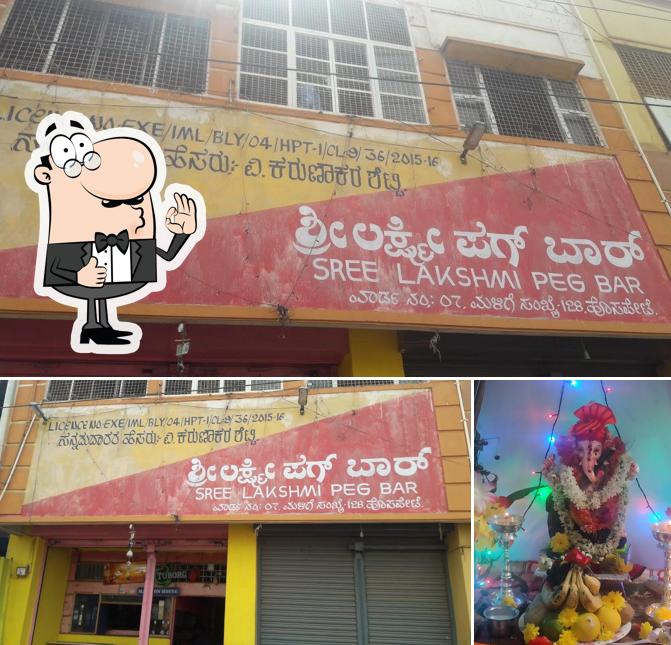 LICENCE NO EXE/IML/BLY/04/HPT-1/CL-9/36/2015-16
ಹೆಸರು: ವಿ. ಕರುಣಾಕರ ಶೆಟ್ಟಿ
ಶ್ರೀ ಲಕ್ಷ್ಮೀ ಪೆಗ್ ಬಾರ್
SREE LAKSHMI PEG BAR
ವಾರ್ಡ ನಂ: 07, ಮಳಿಗೆ ಸಂಖ್ಯೆ-128, ಹೊಸಪೇಟೆ.
LICENCE NO-EXE/IML/BLY/04/HPT-1/CL-9/36/2015-16
ಸನ್ನದುದಾರರ ಹೆಸರು: ವಿ. ಕರುಣಾಕರ ಶೆಟ್ಟಿ
ಶ್ರೀ ಲಕ್ಷ್ಮೀ ಪೆಗ್ ಬಾರ್
SREE LAKSHMI PEG BAR
ವಾರ್ಡ ನಂ: 07, ಮಳಿಗೆ ಸಂಖ್ಯೆ-128, ಹೊಸಪೇಟೆ.
TUBORG